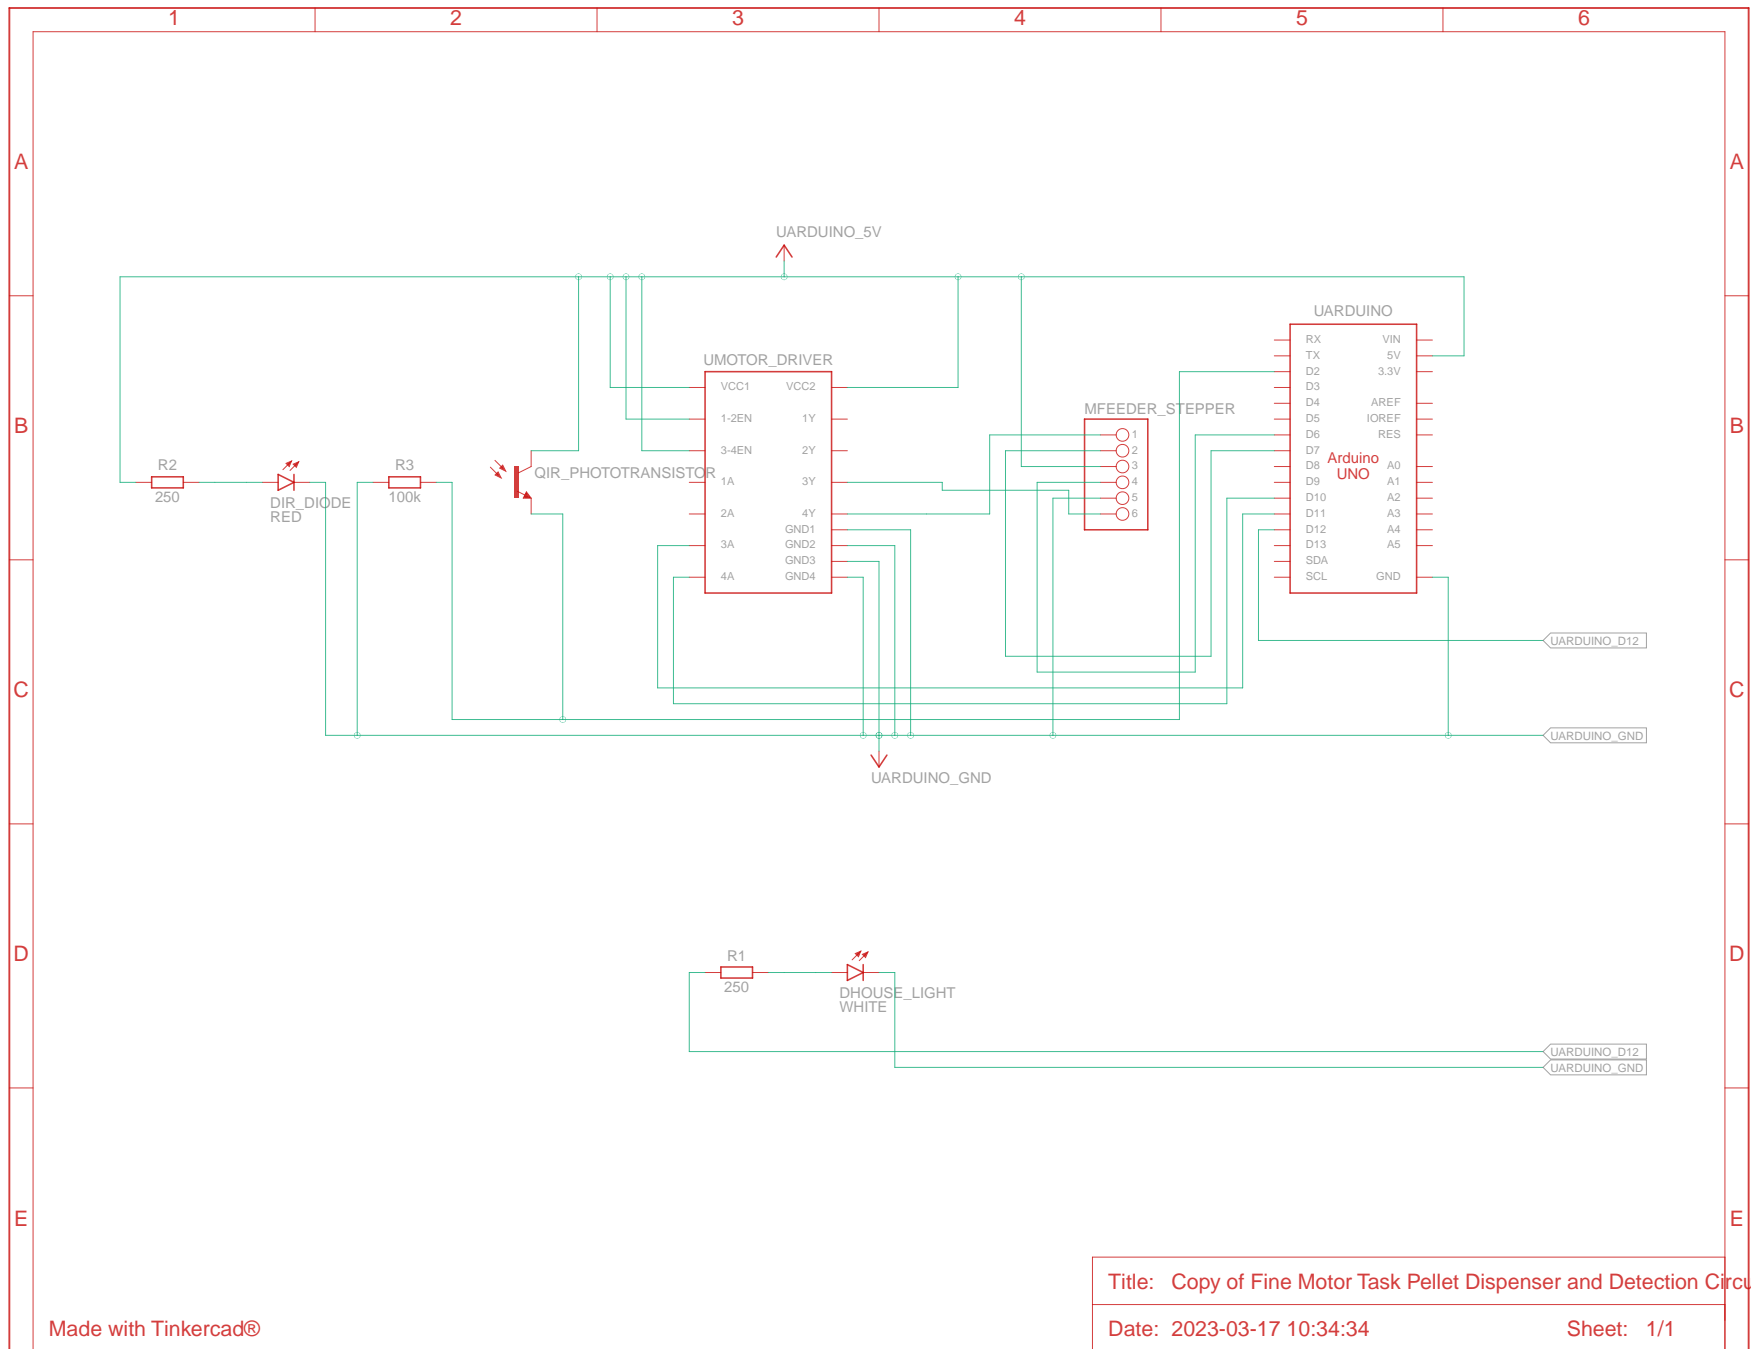 1 2 3 4 5 6
A A
UARDUINO_5V
B B
UARDUINO
RX VIN
TX 5V
D2 3.3V
D3
D4 AREF
D5 IOREF
D6 RES
D7
D8 A0
D9 A1
D10 A2
D11 A3
D12 A4
D13 A5
SDA
SCL GND
Arduino
UNO
UMOTOR_DRIVER
VCC1 VCC2
1-2EN 1Y
3-4EN 2Y
1A 3Y
2A 4Y
GND1
3A GND2
GND3
4A GND4
MFEEDER_STEPPER
1
2
3
4
5
6
R2
250
DIR_DIODE
RED
R3
100k
QIR_PHOTOTRANSISTOR
C C
UARDUINO_D12
UARDUINO_GND
UARDUINO_GND
D D
R1
250
DHOUSE_LIGHT
WHITE
UARDUINO_D12
UARDUINO_GND
E E
Title: Copy of Fine Motor Task Pellet Dispenser and Detection Circu
Made with Tinkercad®
Date: 2023-03-17 10:34:34 Sheet: 1/1